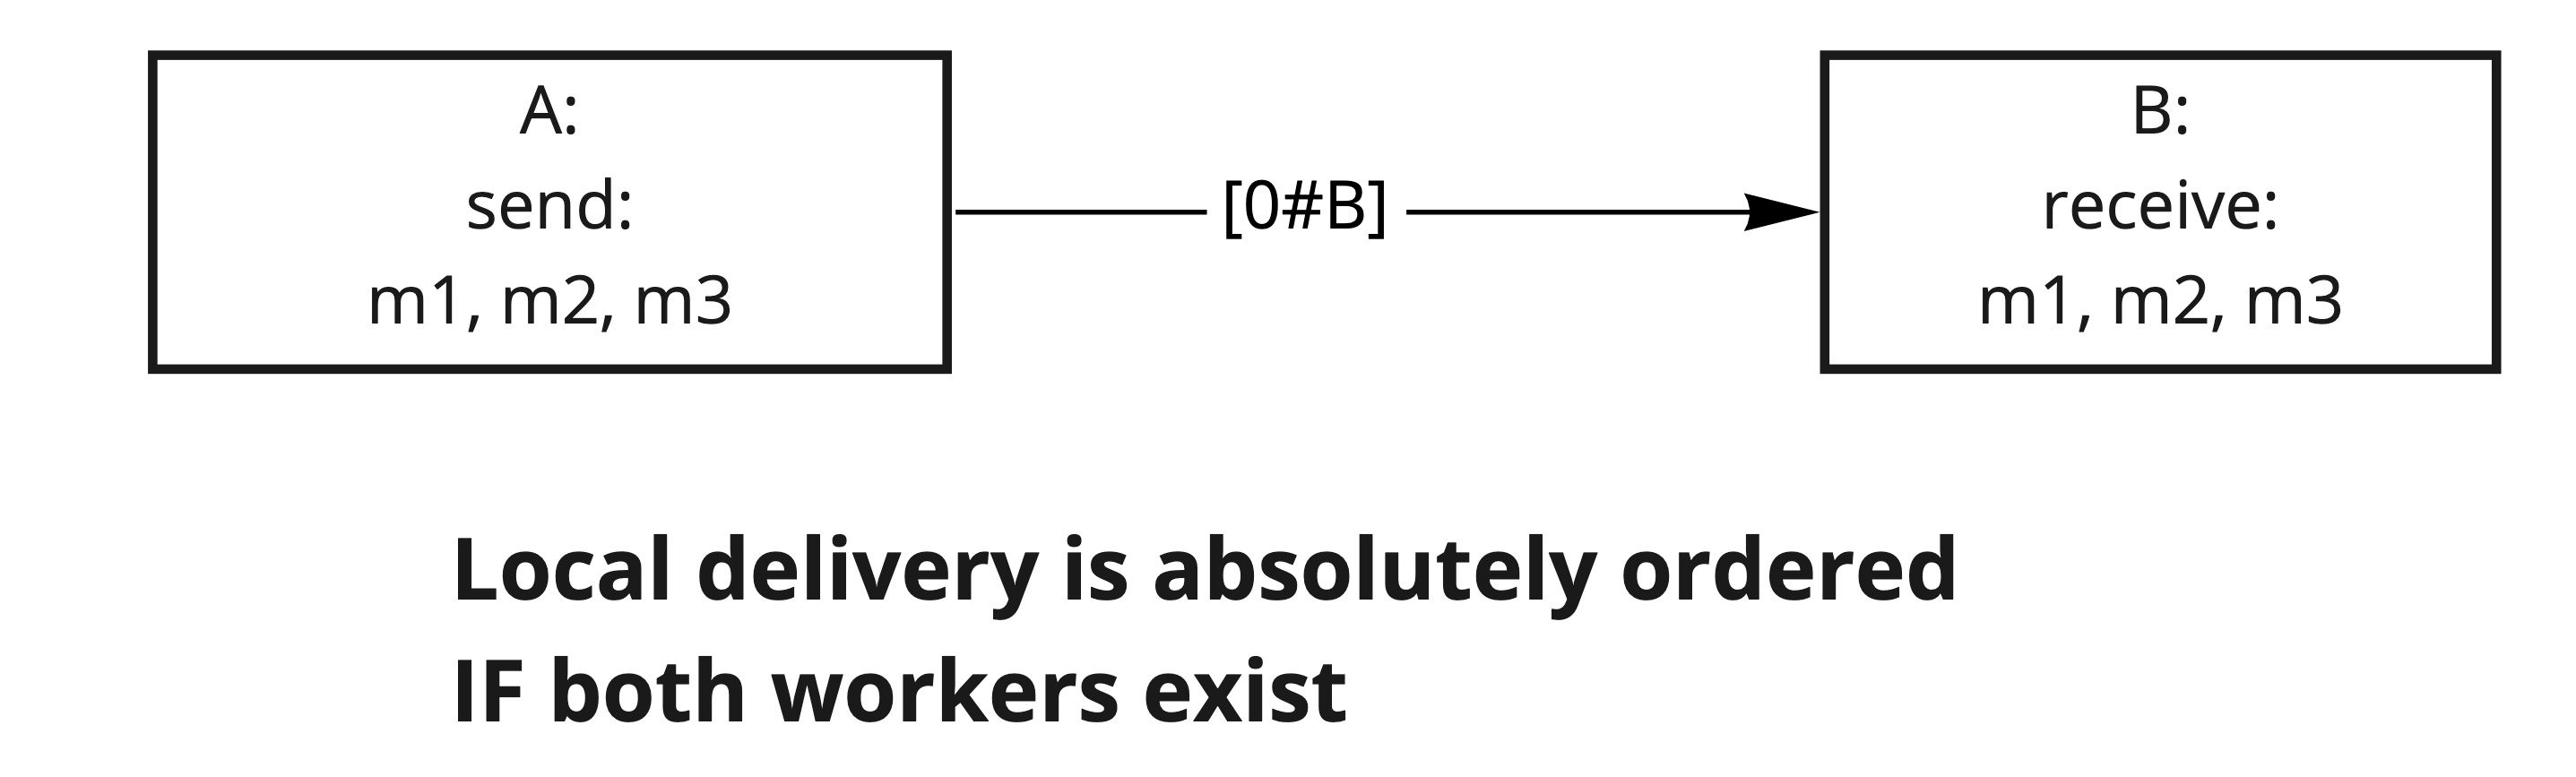 A:
send:
m1, m2, m3
[0#B]
B:
receive:
m1, m2, m3
Local delivery is absolutely ordered
IF both workers exist